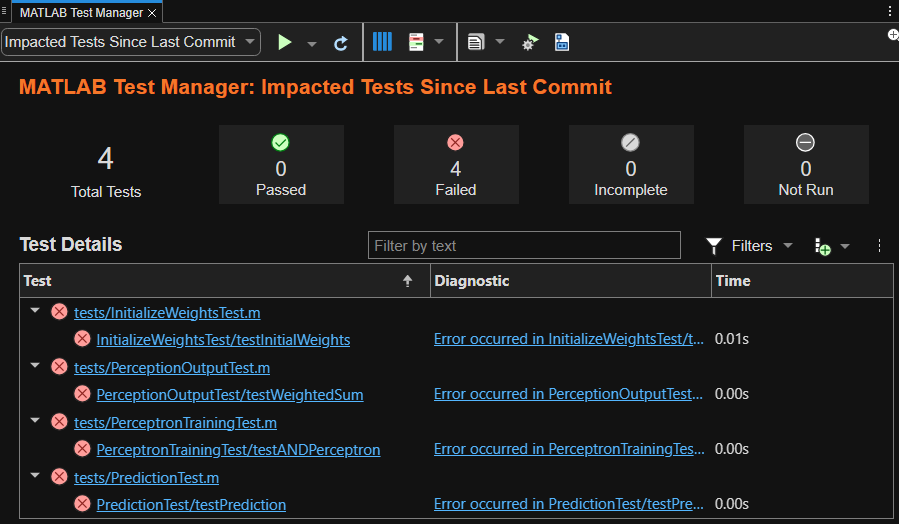 MATLAB Test Manager
Impacted Tests Since Last Commit
MATLAB Test Manager: Impacted Tests Since Last Commit
4
Total Tests
0
Passed
4
Failed
0
Incomplete
0
Not Run
Test Details
Filter by text
Filters
Test Diagnostic Time
tests/InitializeWeightsTest.m
InitializeWeightsTest/testInitialWeights Error occurred in InitializeWeightsTest/t... 0.01s
tests/PerceptionOutputTest.m
PerceptionOutputTest/testWeightedSum Error occurred in PerceptionOutputTest... 0.00s
tests/PerceptronTrainingTest.m
PerceptronTrainingTest/testANDPerceptron Error occurred in PerceptronTrainingTes... 0.00s
tests/PredictionTest.m
PredictionTest/testPrediction Error occurred in PredictionTest/testPre... 0.00s